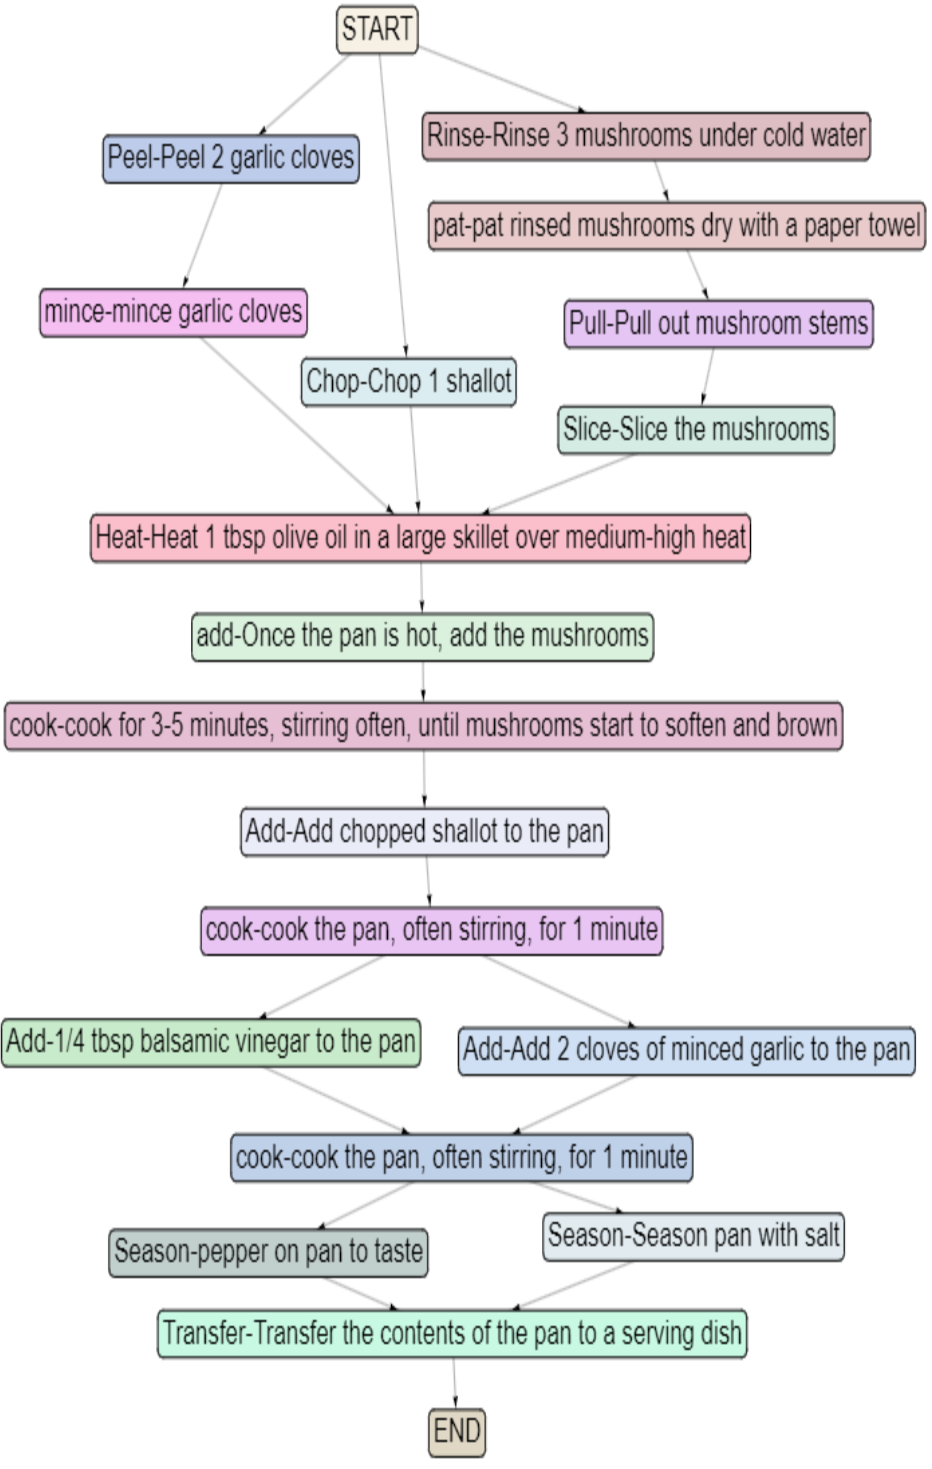 START
Rinse-Rinse 3 mushrooms under cold water
Peel-Peel 2 garlic cloves
pat-pat rinsed mushrooms dry with a paper towel
mince-mince garlic cloves
Pull-Pull out mushroom stems
Chop-Chop 1 shallot
Slice-Slice the mushrooms
Heat-Heat 1 tbsp olive oil in a large skillet over medium-high heat
add-Once the pan is hot, add the mushrooms
cook-cook for 3-5 minutes, stirring often, until mushrooms start to soften and brown
Add-Add chopped shallot to the pan
cook-cook the pan, often stirring, for 1 minute
Add-1/4 tbsp balsamic vinegar to the pan
Add-Add 2 cloves of minced garlic to the pan
cook-cook the pan, often stirring, for 1 minute
Season-pepper on pan to taste
Season-Season pan with salt
Transfer-Transfer the contents of the pan to a serving dish
END